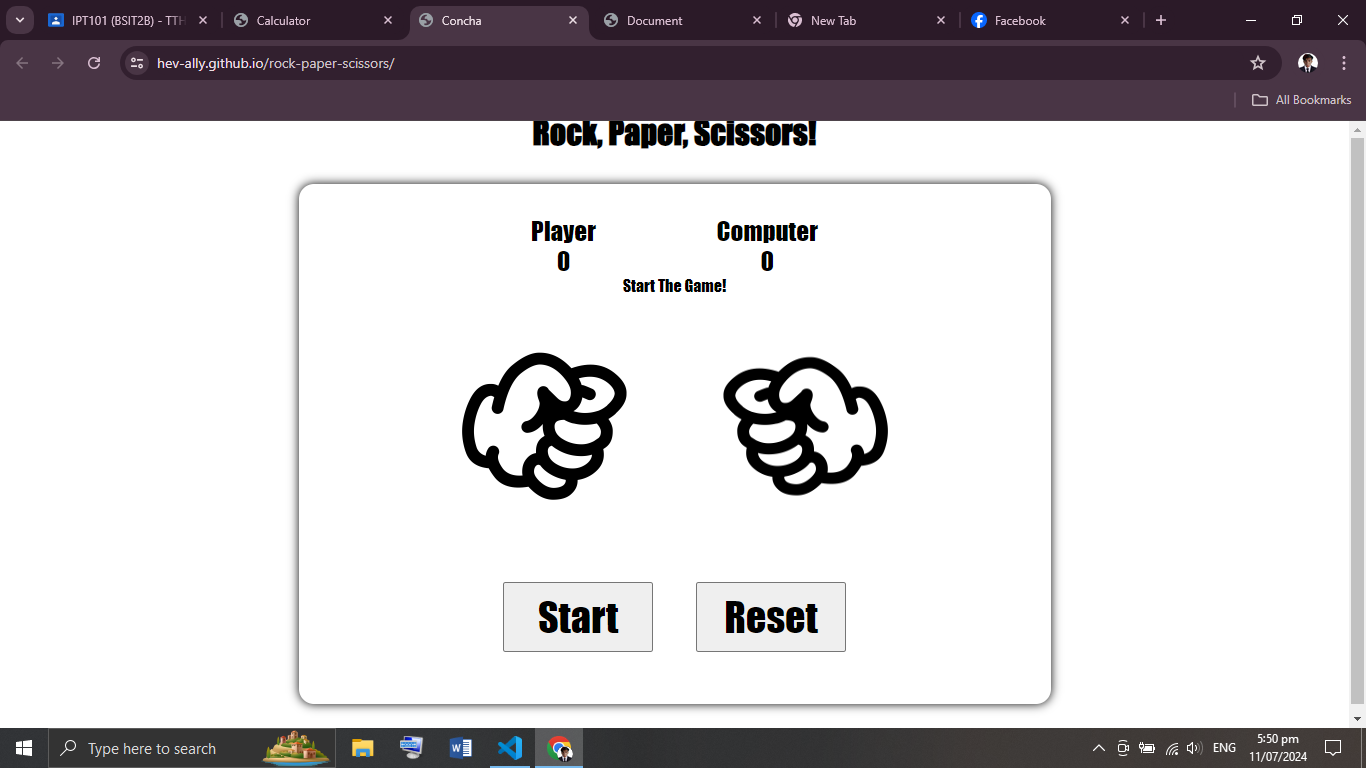 IPT101 (BSIT2B) - TTH
Calculator
Concha
Document
New Tab
Facebook
hev-ally.github.io/rock-paper-scissors/
All Bookmarks
Rock, Paper, Scissors!
Player
Computer
0
0
Start The Game!
Start
Reset
Type here to search
ENG
5:50 pm
11/07/2024